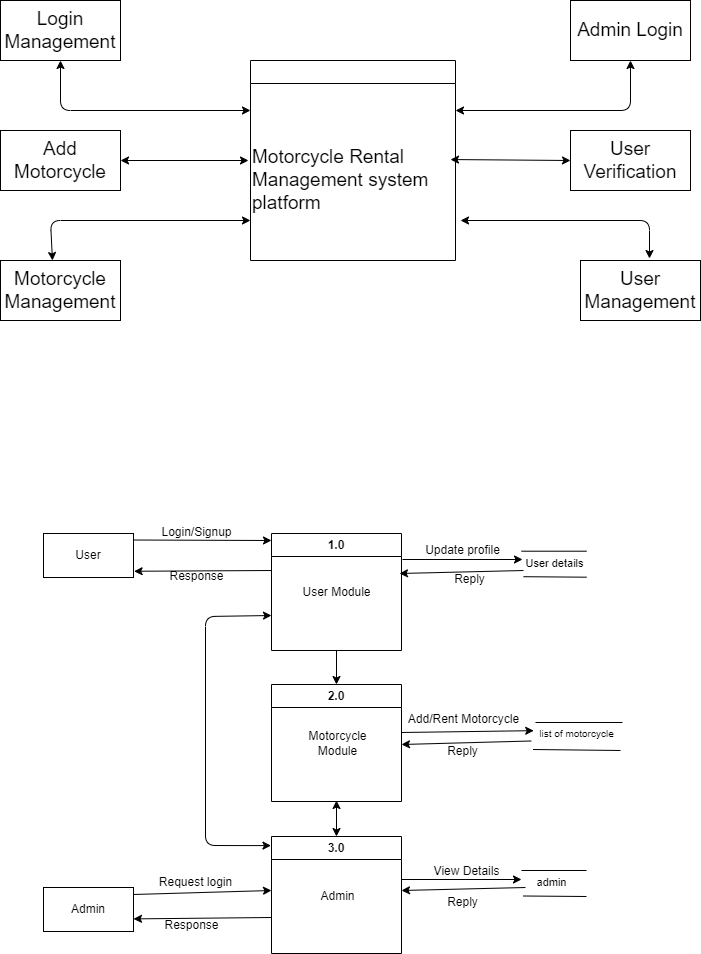 Login
Management
Admin Login
Motorcycle Rental
Management system
platform
Add
Motorcycle
User
Verification
Motorcycle
Management
User
Management
Login/Signup
User
Response
1.0
User Module
Update profile
User details
Reply
2.0
Motorcycle
Module
Add/Rent Motorcycle
list of motorcycle
Reply
3.0
Admin
Request login
Admin
Response
View Details
admin
Reply